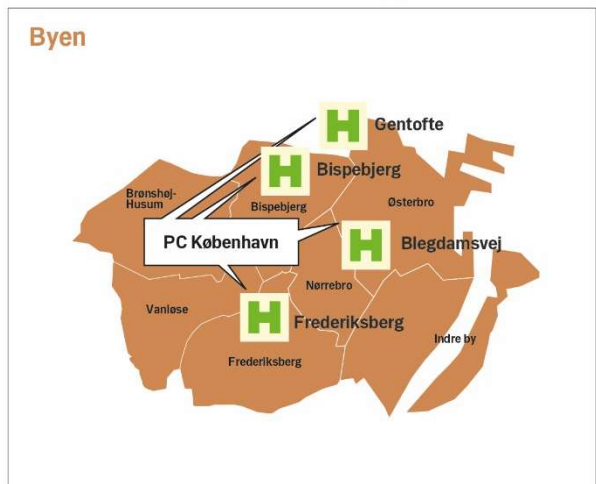 Byen
H
Gentofte
H
Bispebjerg
Brønshøj-
Husum
Bispebjerg
Østerbro
PC København
H
Blegdamsvej
Nørrebro
Vanløse
H
Frederiksberg
Indre by
Frederiksberg